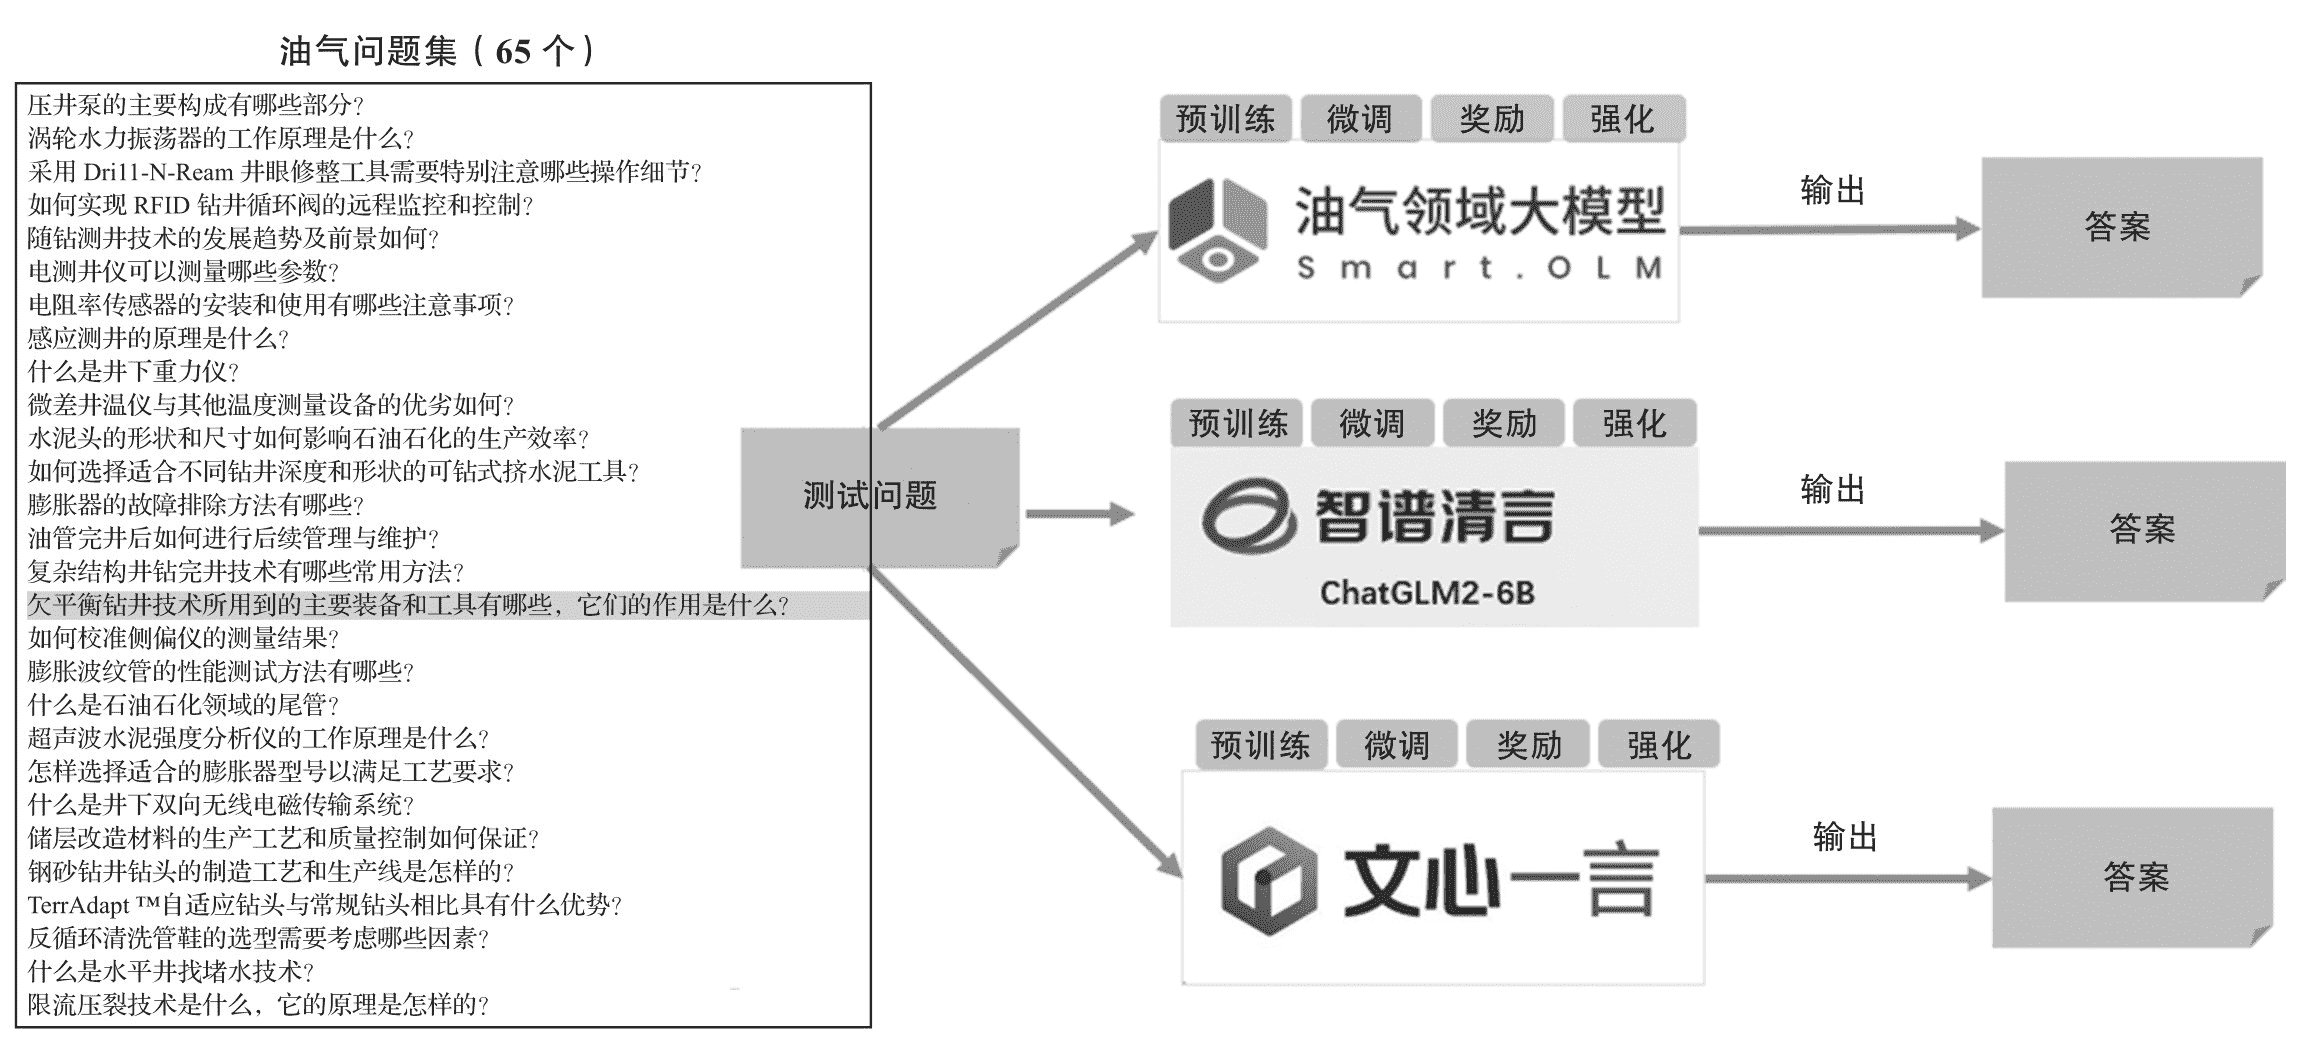 油气问题集（65 个）
压井泵的主要构成有哪些部分？
涡轮水力振荡器的工作原理是什么？
采用 Dri11-N-Ream 井眼修整工具需要特别注意哪些操作细节？
如何实现 RFID 钻井循环阀的远程监控和控制？
随钻测井技术的发展趋势及前景如何？
电测井仪可以测量哪些参数？
电阻率传感器的安装和使用有哪些注意事项？
感应测井的原理是什么？
什么是井下重力仪？
微差井温仪与其他温度测量设备的优劣如何？
水泥头的形状和尺寸如何影响石油石化的生产效率？
如何选择适合不同钻井深度和形状的可钻式挤水泥工具？
膨胀器的故障排除方法有哪些？
油管完井后如何进行后续管理与维护？
复杂结构井钻完井技术有哪些常用方法？
欠平衡钻井技术所用到的主要装备和工具有哪些，它们的作用是什么？
如何校准侧偏仪的测量结果？
膨胀波纹管的性能测试方法有哪些？
什么是石油石化领域的尾管？
超声波水泥强度分析仪的工作原理是什么？
怎样选择适合的膨胀器型号以满足工艺要求？
什么是井下双向无线电磁传输系统？
储层改造材料的生产工艺和质量控制如何保证？
钢砂钻井钻头的制造工艺和生产线是怎样的？
TerrAdapt ™自适应钻头与常规钻头相比具有什么优势？
反循环清洗管鞋的选型需要考虑哪些因素？
什么是水平井找堵水技术？
限流压裂技术是什么，它的原理是怎样的？
测试问题
预训练 微调 奖励 强化
油气领域大模型
Smart.OLM
输出
答案
预训练 微调 奖励 强化
智谱清言
ChatGLM2-6B
输出
答案
预训练 微调 奖励 强化
文心一言
输出
答案